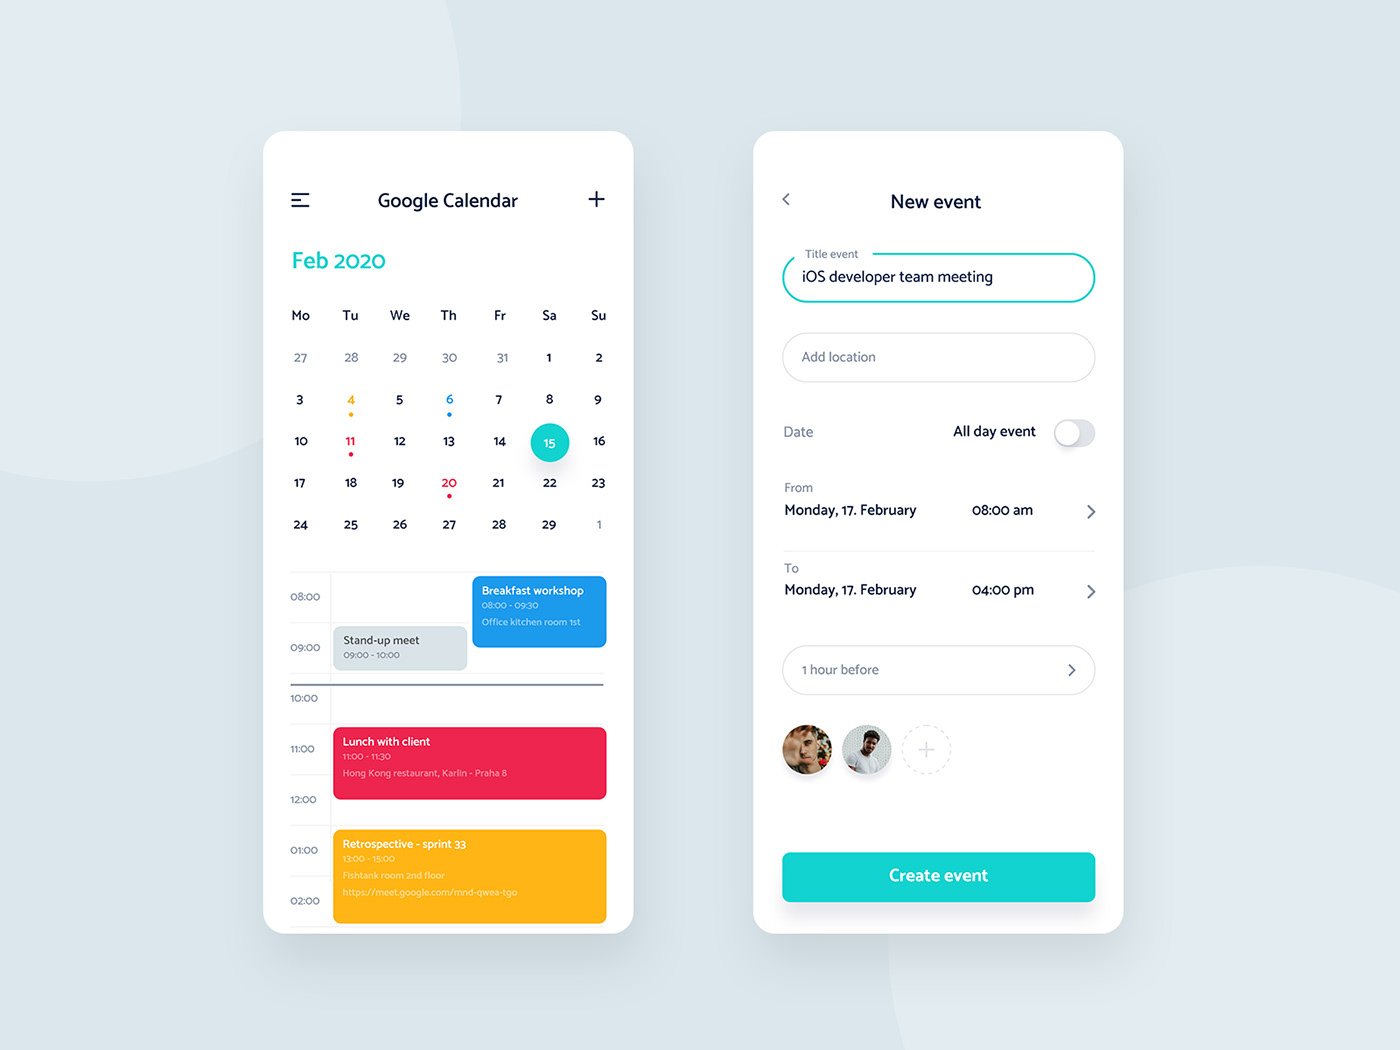 Google Calendar
Feb 2020
Mo Tu We Th Fr Sa Su
27 28 29 30 31 1 2
3 4 5 6 7 8 9
10 11 12 13 14 15 16
17 18 19 20 21 22 23
24 25 26 27 28 29 1
08:00
Breakfast workshop
08:00 - 09:30
Office kitchen room 1st
09:00
Stand-up meet
09:00 - 10:00
10:00
11:00
Lunch with client
11:00 - 11:30
Hong Kong restaurant, Karlin - Praha 8
12:00
01:00
Retrospective - sprint 33
13:00 - 15:00
Fishtank room 2nd floor
https://meet.google.com/mnd-qwea-tgo
02:00
New event
Title event
iOS developer team meeting
Add location
Date All day event
From
Monday, 17. February 08:00 am
To
Monday, 17. February 04:00 pm
1 hour before
Create event